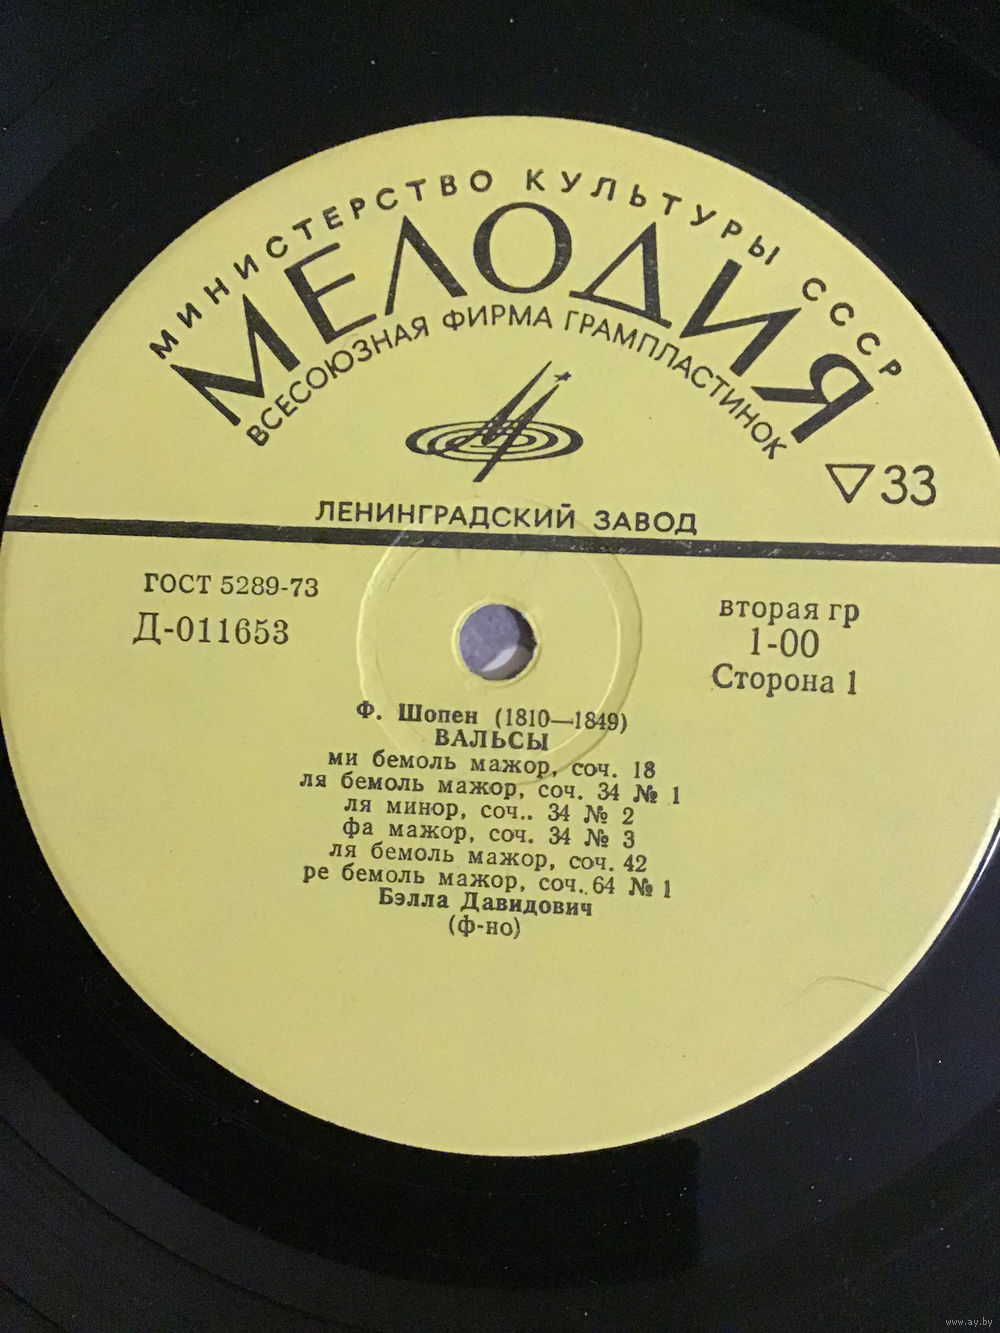 МИНИСТЕРСТВО КУЛЬТУРЫ СССР
МЕЛОДИЯ
ВСЕСОЮЗНАЯ ФИРМА ГРАМПЛАСТИНОК
▽33
ЛЕНИНГРАДСКИЙ ЗАВОД
ГОСТ 5289-73
Д-011653
вторая гр
1-00
Сторона 1
Ф. Шопен (1810—1849)
ВАЛЬСЫ
ми бемоль мажор, соч. 18
ля бемоль мажор, соч. 34 № 1
ля минор, соч.. 34 № 2
фа мажор, соч. 34 № 3
ля бемоль мажор, соч. 42
ре бемоль мажор, соч. 64 № 1
Бэлла Давидович
(ф-но)
www.ay.by